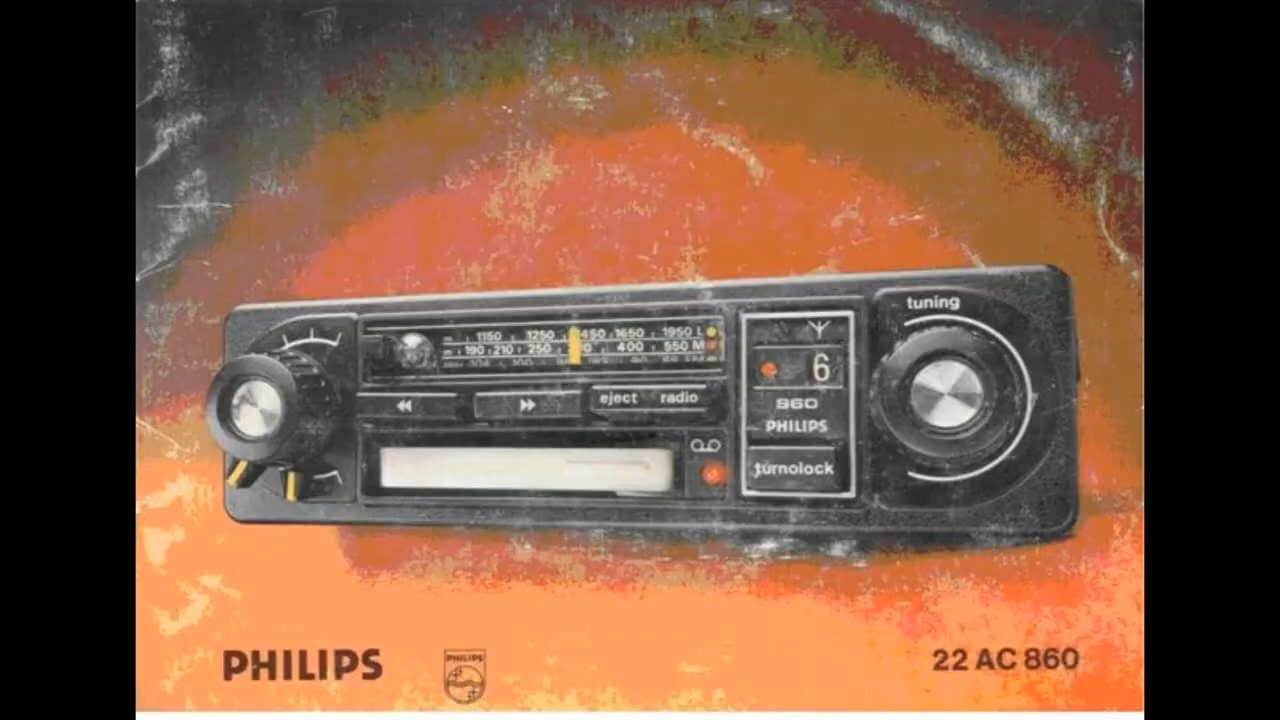 tuning
1150 1250 1450 1650 1950 L
m 190 210 250 400 550 M
6
eject radio
860
PHILIPS
turnolock
PHILIPS
PHILIPS
22 AC 860